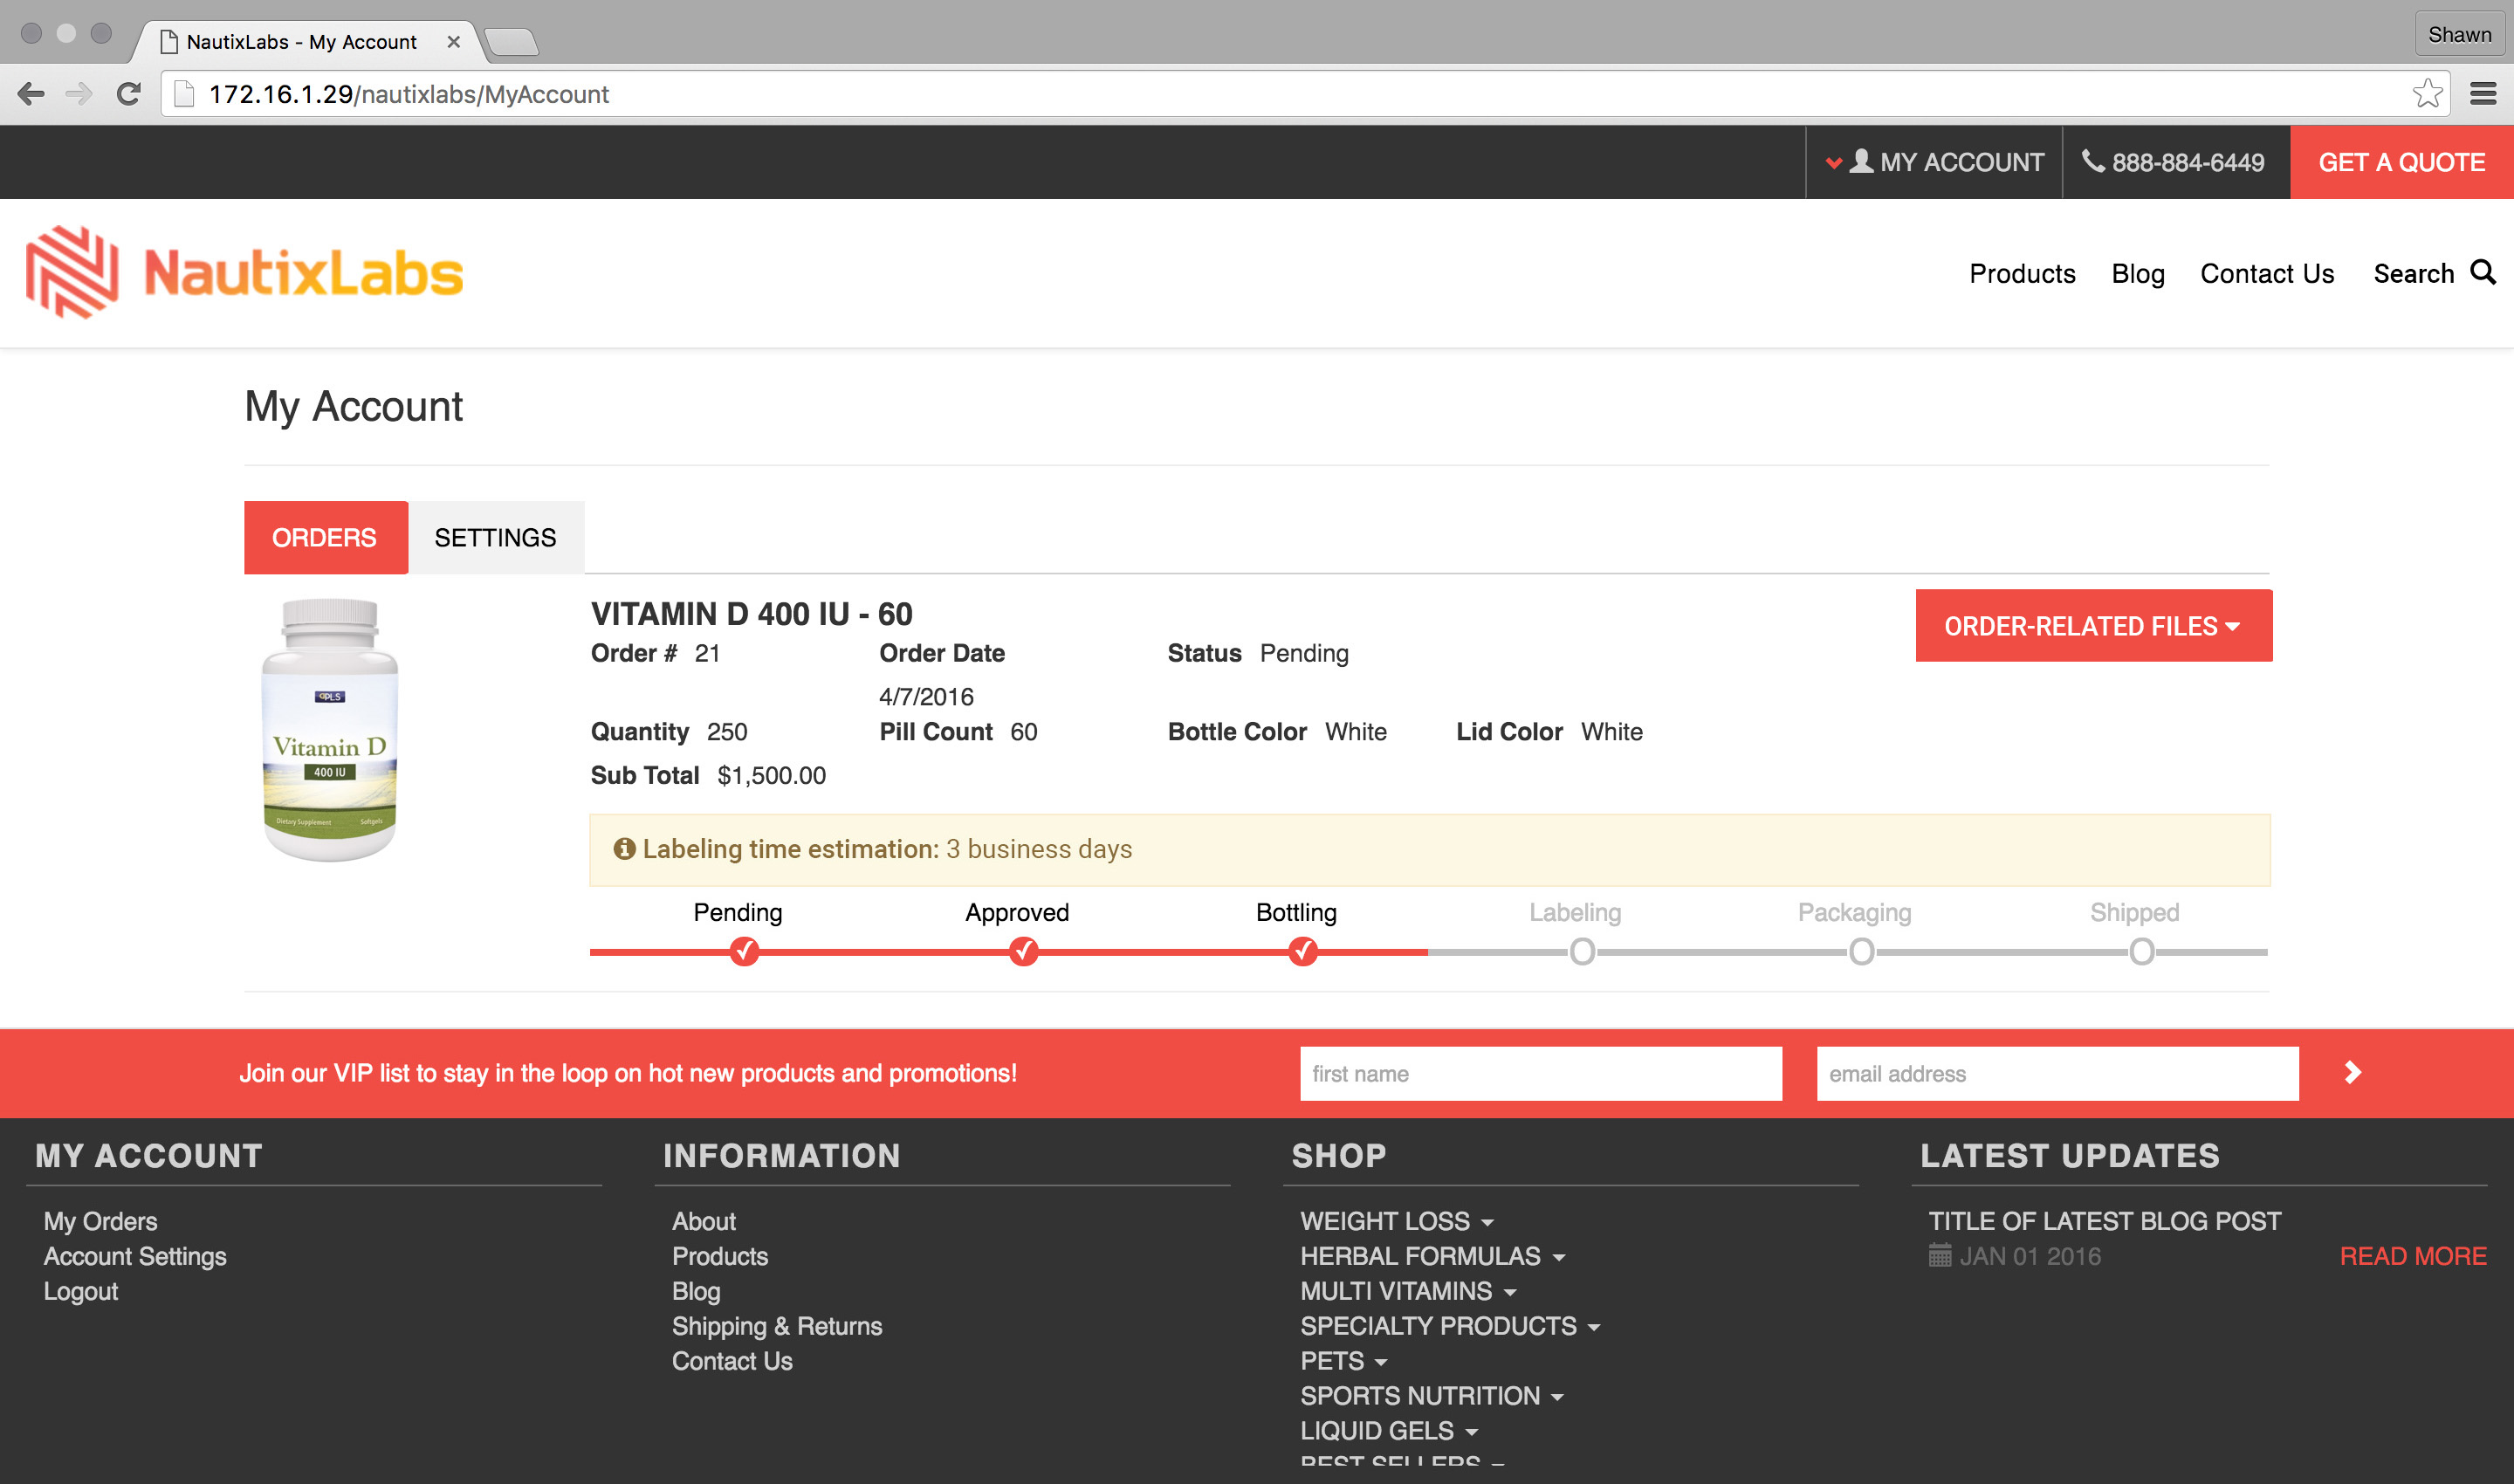 NautixLabs - My Account
Shawn
172.16.1.29/nautixlabs/MyAccount
MY ACCOUNT
888-884-6449
GET A QUOTE
NautixLabs
Products
Blog
Contact Us
Search
My Account
ORDERS
SETTINGS
PLS
Vitamin D
400 IU
Dietary Supplement
Softgels
VITAMIN D 400 IU - 60
ORDER-RELATED FILES
Order # 21
Order Date
4/7/2016
Status Pending
Quantity 250
Pill Count 60
Bottle Color White
Lid Color White
Sub Total $1,500.00
Labeling time estimation: 3 business days
Pending
Approved
Bottling
Labeling
Packaging
Shipped
Join our VIP list to stay in the loop on hot new products and promotions!
first name
email address
MY ACCOUNT
My Orders
Account Settings
Logout
INFORMATION
About
Products
Blog
Shipping & Returns
Contact Us
SHOP
WEIGHT LOSS
HERBAL FORMULAS
MULTI VITAMINS
SPECIALTY PRODUCTS
PETS
SPORTS NUTRITION
LIQUID GELS
BEST SELLERS
LATEST UPDATES
TITLE OF LATEST BLOG POST
JAN 01 2016
READ MORE